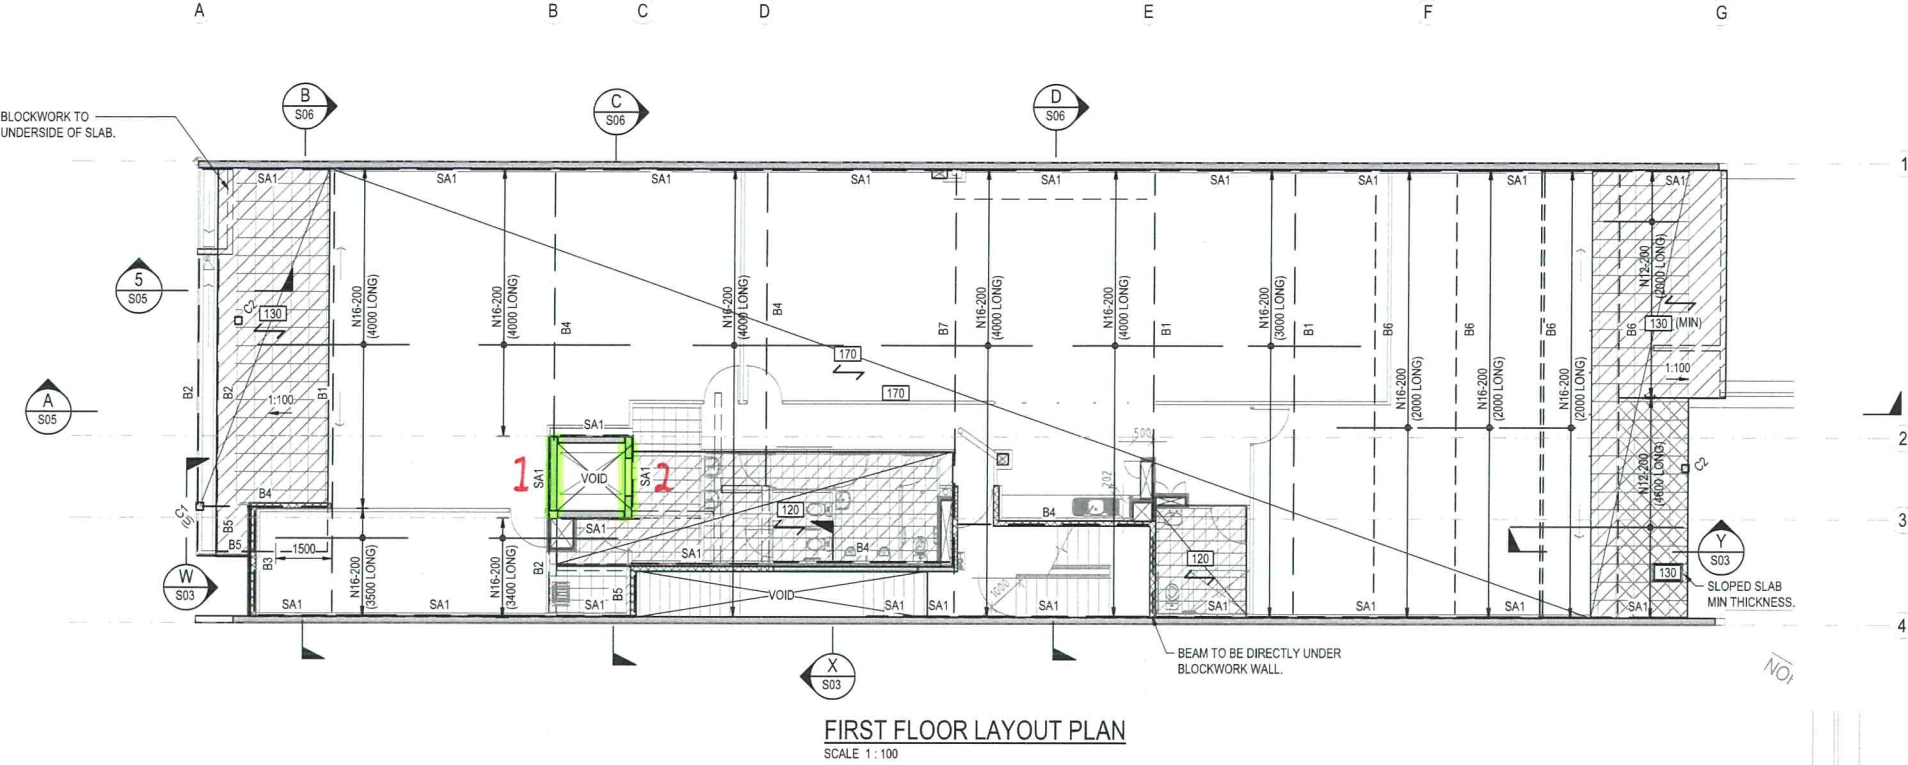 A B C D E F G
B
S06
C
S06
D
S06
BLOCKWORK TO
UNDERSIDE OF SLAB.
1
SA1 SA1 SA1 SA1 SA1 SA1 SA1 SA1 SA1
5
S05
C2
130
N16-200
(4000 LONG)
N16-200
(4000 LONG)
B4
N16-200
(4000 LONG)
B4
B7
N16-200
(4000 LONG)
N16-200
(4000 LONG)
B1
N16-200
(3000 LONG)
B1
B6
B6
B6
B6
N12-200
(2000 LONG)
130 (MIN)
170
170
1:100
A
S05
B2
B2
1:100
B1
N16-200
(2000 LONG)
N16-200
(2000 LONG)
N16-200
(2000 LONG)
SA1
2
500
1
SA1
VOID
SA1
2
202
N12-200
(4600 LONG)
C2
B4
C1
B5
B5
SA1
120
B4
B4
3
1500
B3
N16-200
(3500 LONG)
N16-200
(3400 LONG)
B2
SA1
B5
VOID
1000
120
Y
S03
W
S03
130
SLOPED SLAB
MIN THICKNESS.
SA1 SA1 SA1 SA1 SA1 SA1 SA1 SA1 SA1 SA1
4
BEAM TO BE DIRECTLY UNDER
BLOCKWORK WALL.
X
S03
FIRST FLOOR LAYOUT PLAN
SCALE 1 : 100